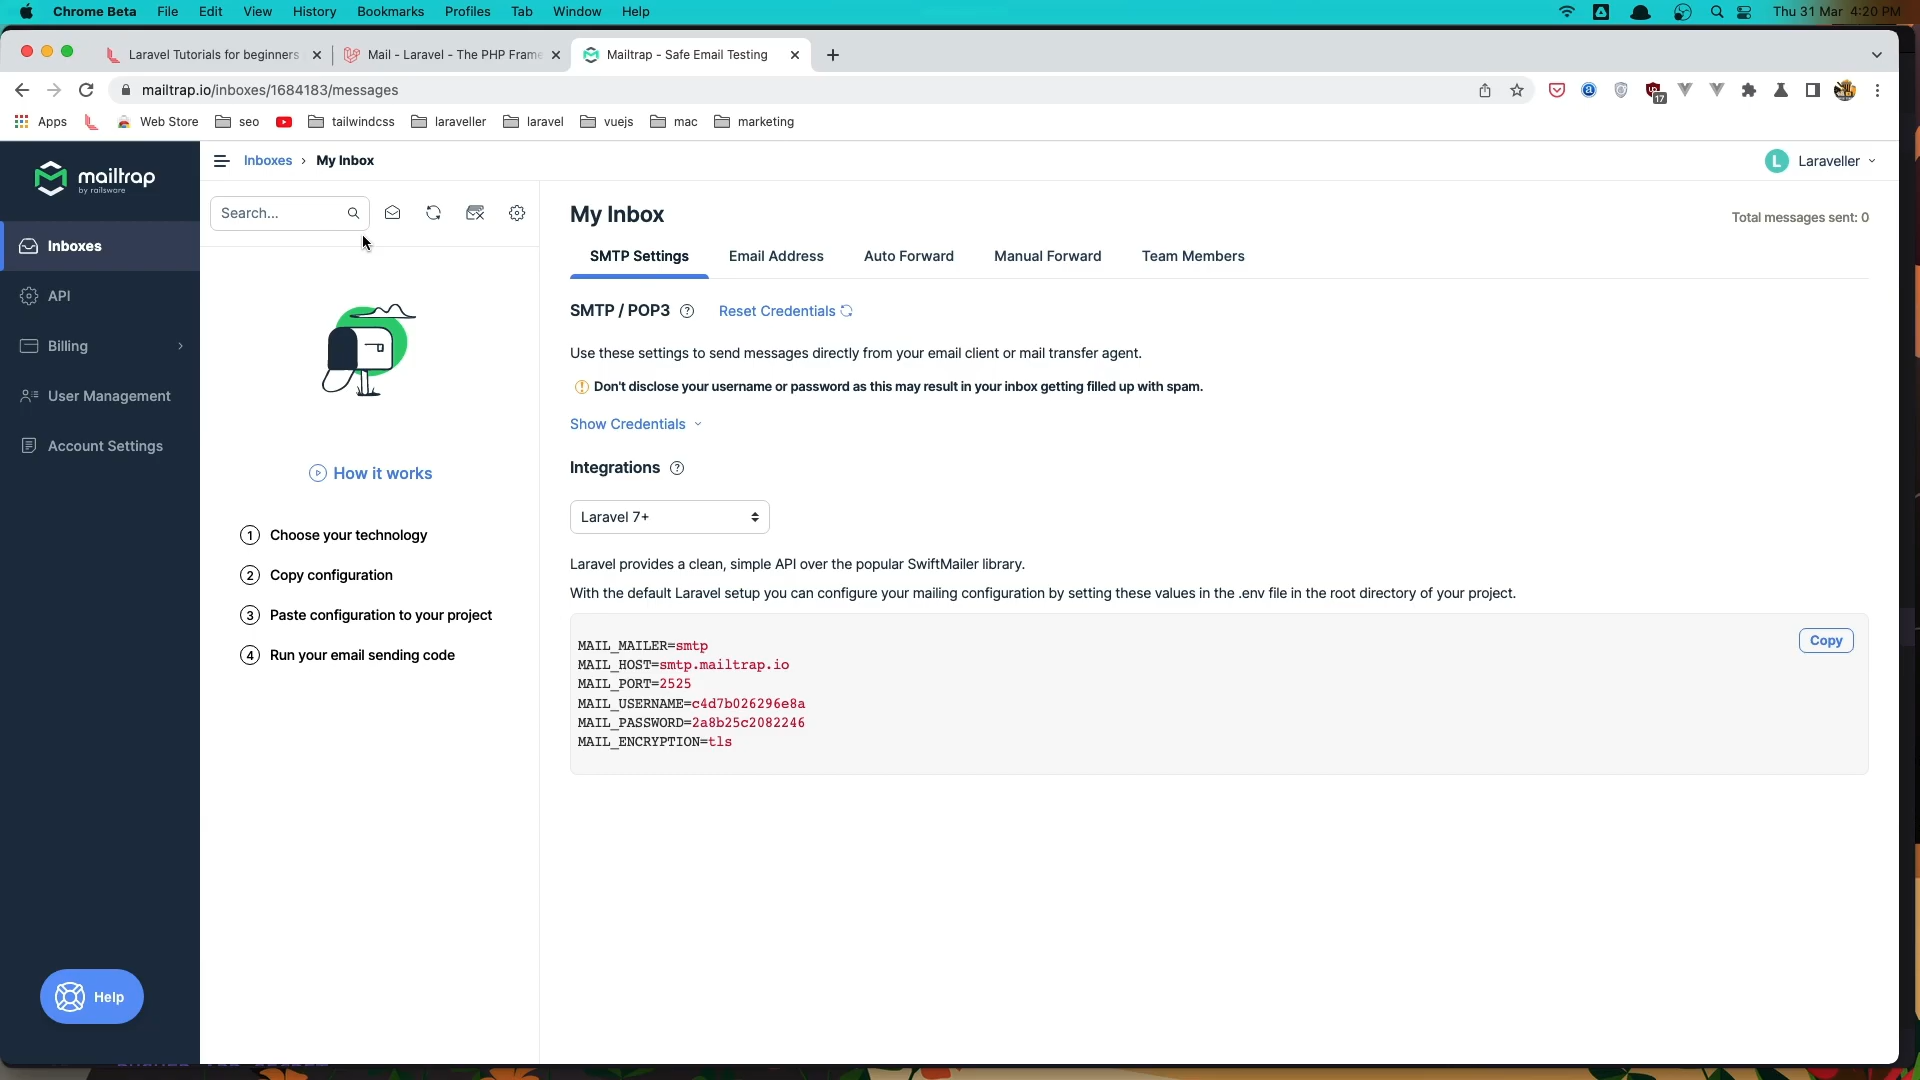 Chrome Beta File Edit View History Bookmarks Profiles Tab Window Help Thu 31 Mar 4:20 PM
Laravel Tutorials for beginners Mail - Laravel - The PHP Frame Mailtrap - Safe Email Testing
mailtrap.io/inboxes/1684183/messages 17
Apps Web Store seo tailwindcss laraveller laravel vuejs mac marketing
mailtrap
by railsware
Inboxes › My Inbox
L Laraveller
Inboxes
API
Billing
User Management
Account Settings
Help
Search...
How it works
1 Choose your technology
2 Copy configuration
3 Paste configuration to your project
4 Run your email sending code
My Inbox
Total messages sent: 0
SMTP Settings Email Address Auto Forward Manual Forward Team Members
SMTP / POP3 ? Reset Credentials
Use these settings to send messages directly from your email client or mail transfer agent.
Don't disclose your username or password as this may result in your inbox getting filled up with spam.
Show Credentials
Integrations ?
Laravel 7+
Laravel provides a clean, simple API over the popular SwiftMailer library.
With the default Laravel setup you can configure your mailing configuration by setting these values in the .env file in the root directory of your project.
Copy
MAIL_MAILER=smtp
MAIL_HOST=smtp.mailtrap.io
MAIL_PORT=2525
MAIL_USERNAME=c4d7b026296e8a
MAIL_PASSWORD=2a8b25c2082246
MAIL_ENCRYPTION=tls